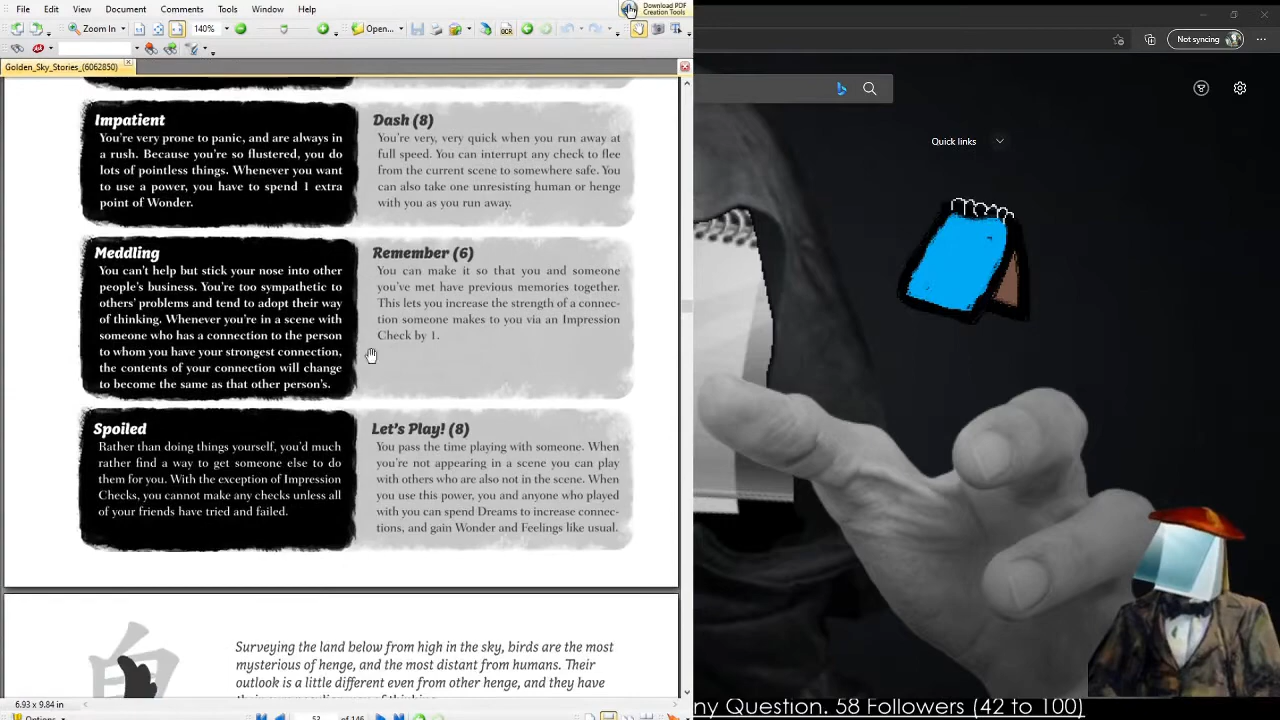 File Edit View Document Comments Tools Window Help
Download PDF
Creation Tools
Zoom In 140% Open... OCR
Golden_Sky_Stories_(6062850)
Not syncing
Quick links
Impatient
You're very prone to panic, and are always in
a rush. Because you're so flustered, you do
lots of pointless things. Whenever you want
to use a power, you have to spend 1 extra
point of Wonder.
Dash (8)
You're very, very quick when you run away at
full speed. You can interrupt any check to flee
from the current scene to somewhere safe. You
can also take one unresisting human or henge
with you as you run away.
Meddling
You can't help but stick your nose into other
people's business. You're too sympathetic to
others' problems and tend to adopt their way
of thinking. Whenever you're in a scene with
someone who has a connection to the person
to whom you have your strongest connection,
the contents of your connection will change
to become the same as that other person's.
Remember (6)
You can make it so that you and someone
you've met have previous memories together.
This lets you increase the strength of a connec-
tion someone makes to you via an Impression
Check by 1.
Spoiled
Rather than doing things yourself, you'd much
rather find a way to get someone else to do
them for you. With the exception of Impression
Checks, you cannot make any checks unless all
of your friends have tried and failed.
Let's Play! (8)
You pass the time playing with someone. When
you're not appearing in a scene you can play
with others who are also not in the scene. When
you use this power, you and anyone who played
with you can spend Dreams to increase connec-
tions, and gain Wonder and Feelings like usual.
Surveying the land below from high in the sky, birds are the most
mysterious of henge, and the most distant from humans. Their
outlook is a little different even from other henge, and they have
6.93 x 9.84 in
Options 53 of 146
ny Question. 58 Followers (42 to 100)